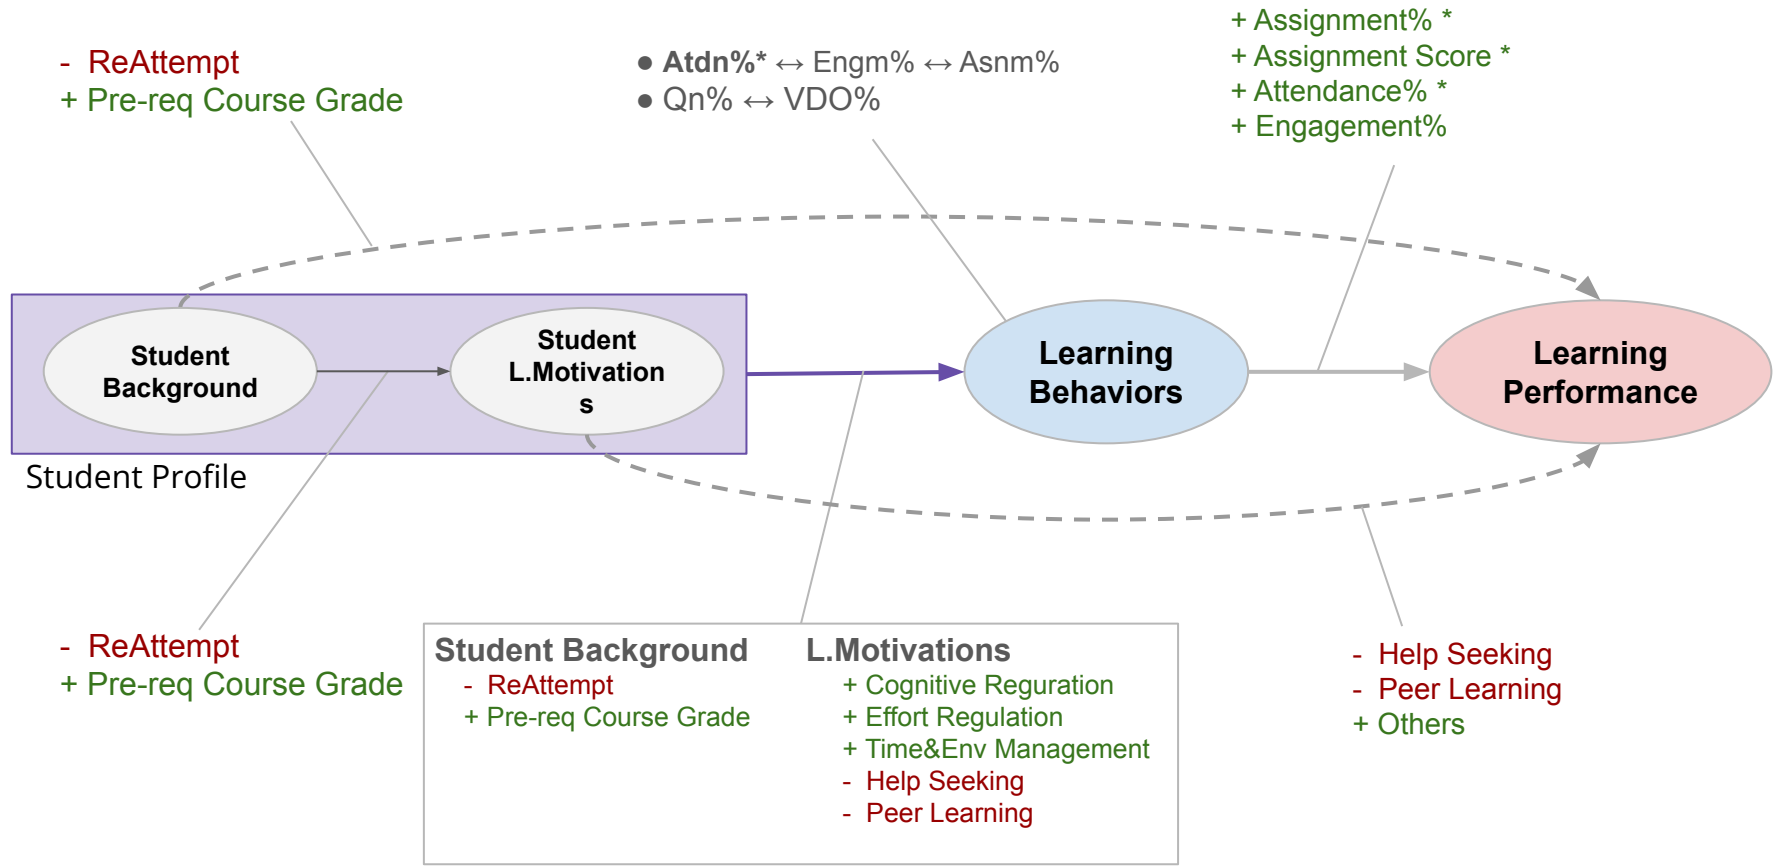 - ReAttempt
+ Pre-req Course Grade
● Atdn%* ↔ Engm% ↔ Asnm%
● Qn% ↔ VDO%
+ Assignment% *
+ Assignment Score *
+ Attendance% *
+ Engagement%
Student
Background
Student
L.Motivation
s
Learning
Behaviors
Learning
Performance
Student Profile
- ReAttempt
+ Pre-req Course Grade
Student Background
- ReAttempt
+ Pre-req Course Grade
L.Motivations
+ Cognitive Reguration
+ Effort Regulation
+ Time&Env Management
- Help Seeking
- Peer Learning
- Help Seeking
- Peer Learning
+ Others